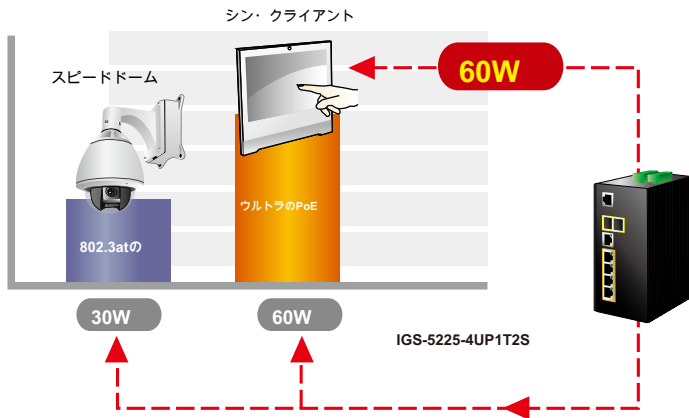 シン・クライアント
60W
スピードドーム
ウルトラのPoE
802.3atの
30W
60W
IGS-5225-4UP1T2S